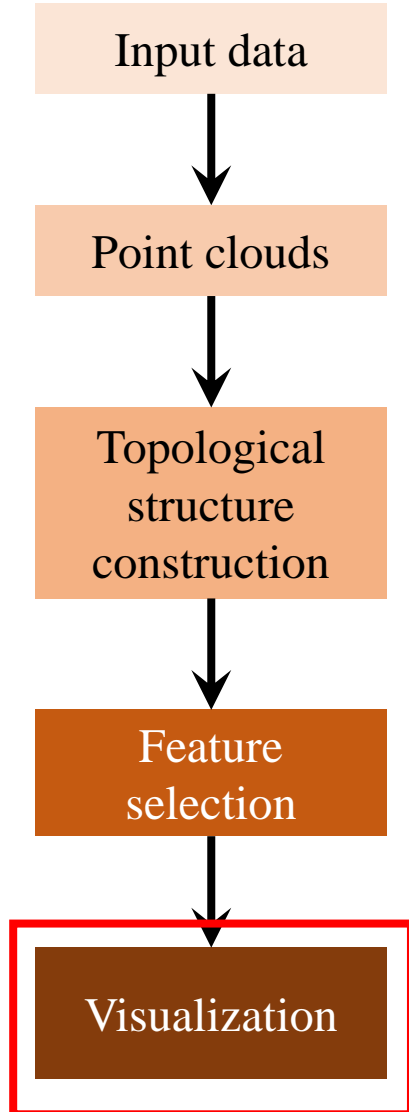 Input data
Point clouds
Topological
structure
construction
Feature
selection
Visualization